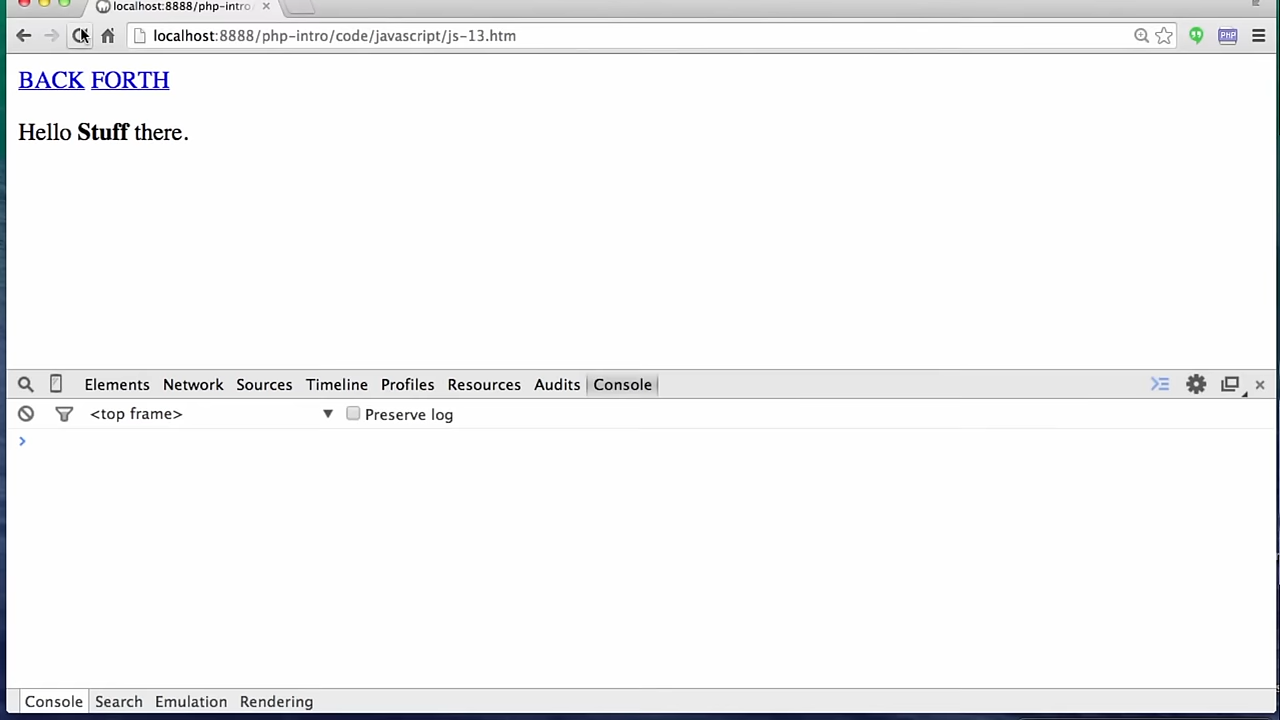 localhost:8888/php-intro/
localhost:8888/php-intro/code/javascript/js-13.htm
PHP
BACK FORTH
Hello Stuff there.
Elements Network Sources Timeline Profiles Resources Audits Console
<top frame> Preserve log
Console Search Emulation Rendering